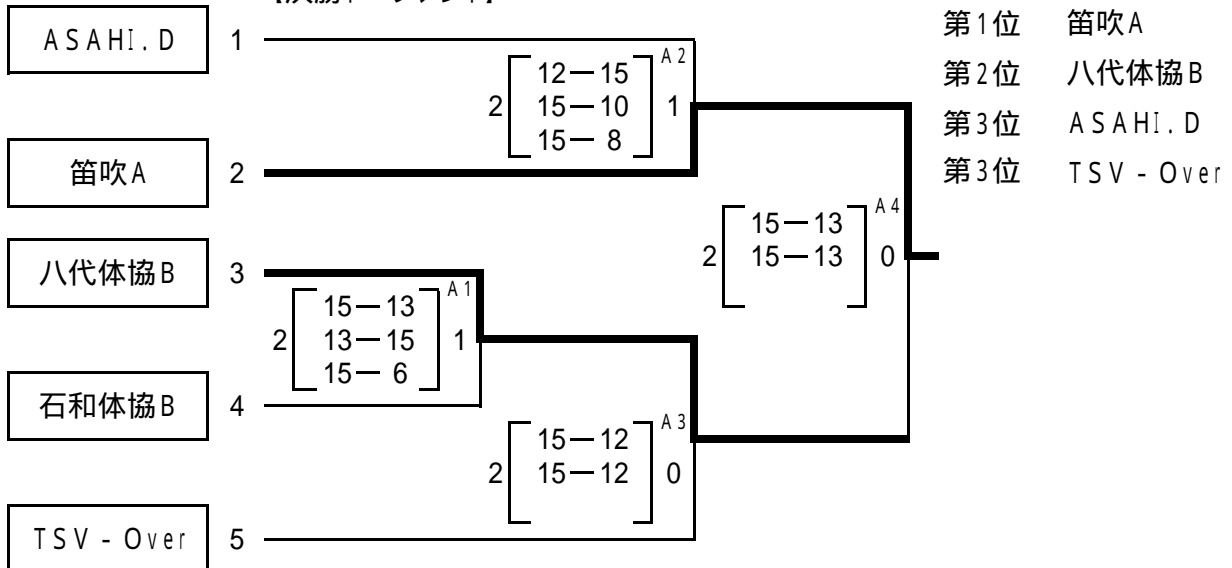 ASAHI.D 1
笛吹A 2
八代体協B 3
石和体協B 4
TSV-Over 5
A2
2 12―15 1
15―10
15―8
A1
15―13
2 13―15 1
15―6
A3
15―12
2 15―12 0
A4
15―13
2 15―13 0
第1位 笛吹A
第2位 八代体協B
第3位 ASAHI.D
第3位 TSV-Over